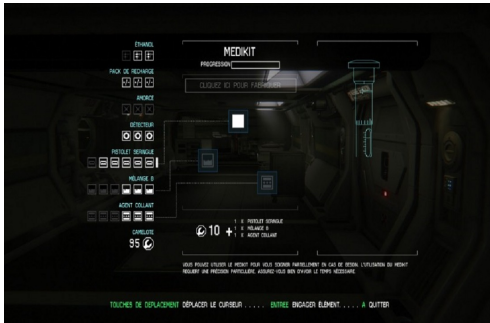 ÉTHANOL
PACK DE RECHARGE
AMORCE
DÉTECTEUR
PISTOLET SERINGUE
MÉLANGE B
AGENT COLLANT
CAMELOTE
95
MEDIKIT
PROGRESSION
CLIQUEZ ICI POUR FABRIQUER
10 +
1 X PISTOLET SERINGUE
1 X MÉLANGE B
1 X AGENT COLLANT
VOUS POUVEZ UTILISER LE MEDIKIT POUR VOUS SOIGNER PARTIELLEMENT EN CAS DE BESOIN. L'UTILISATION DU MEDIKIT
REQUIERT UNE PRÉCISION PARTICULIÈRE. ASSUREZ-VOUS BIEN D'AVOIR LE TEMPS NÉCESSAIRE
TOUCHES DE DEPLACEMENT DÉPLACER LE CURSEUR ..... ENTREE ENGAGER ÉLÉMENT ..... A QUITTER